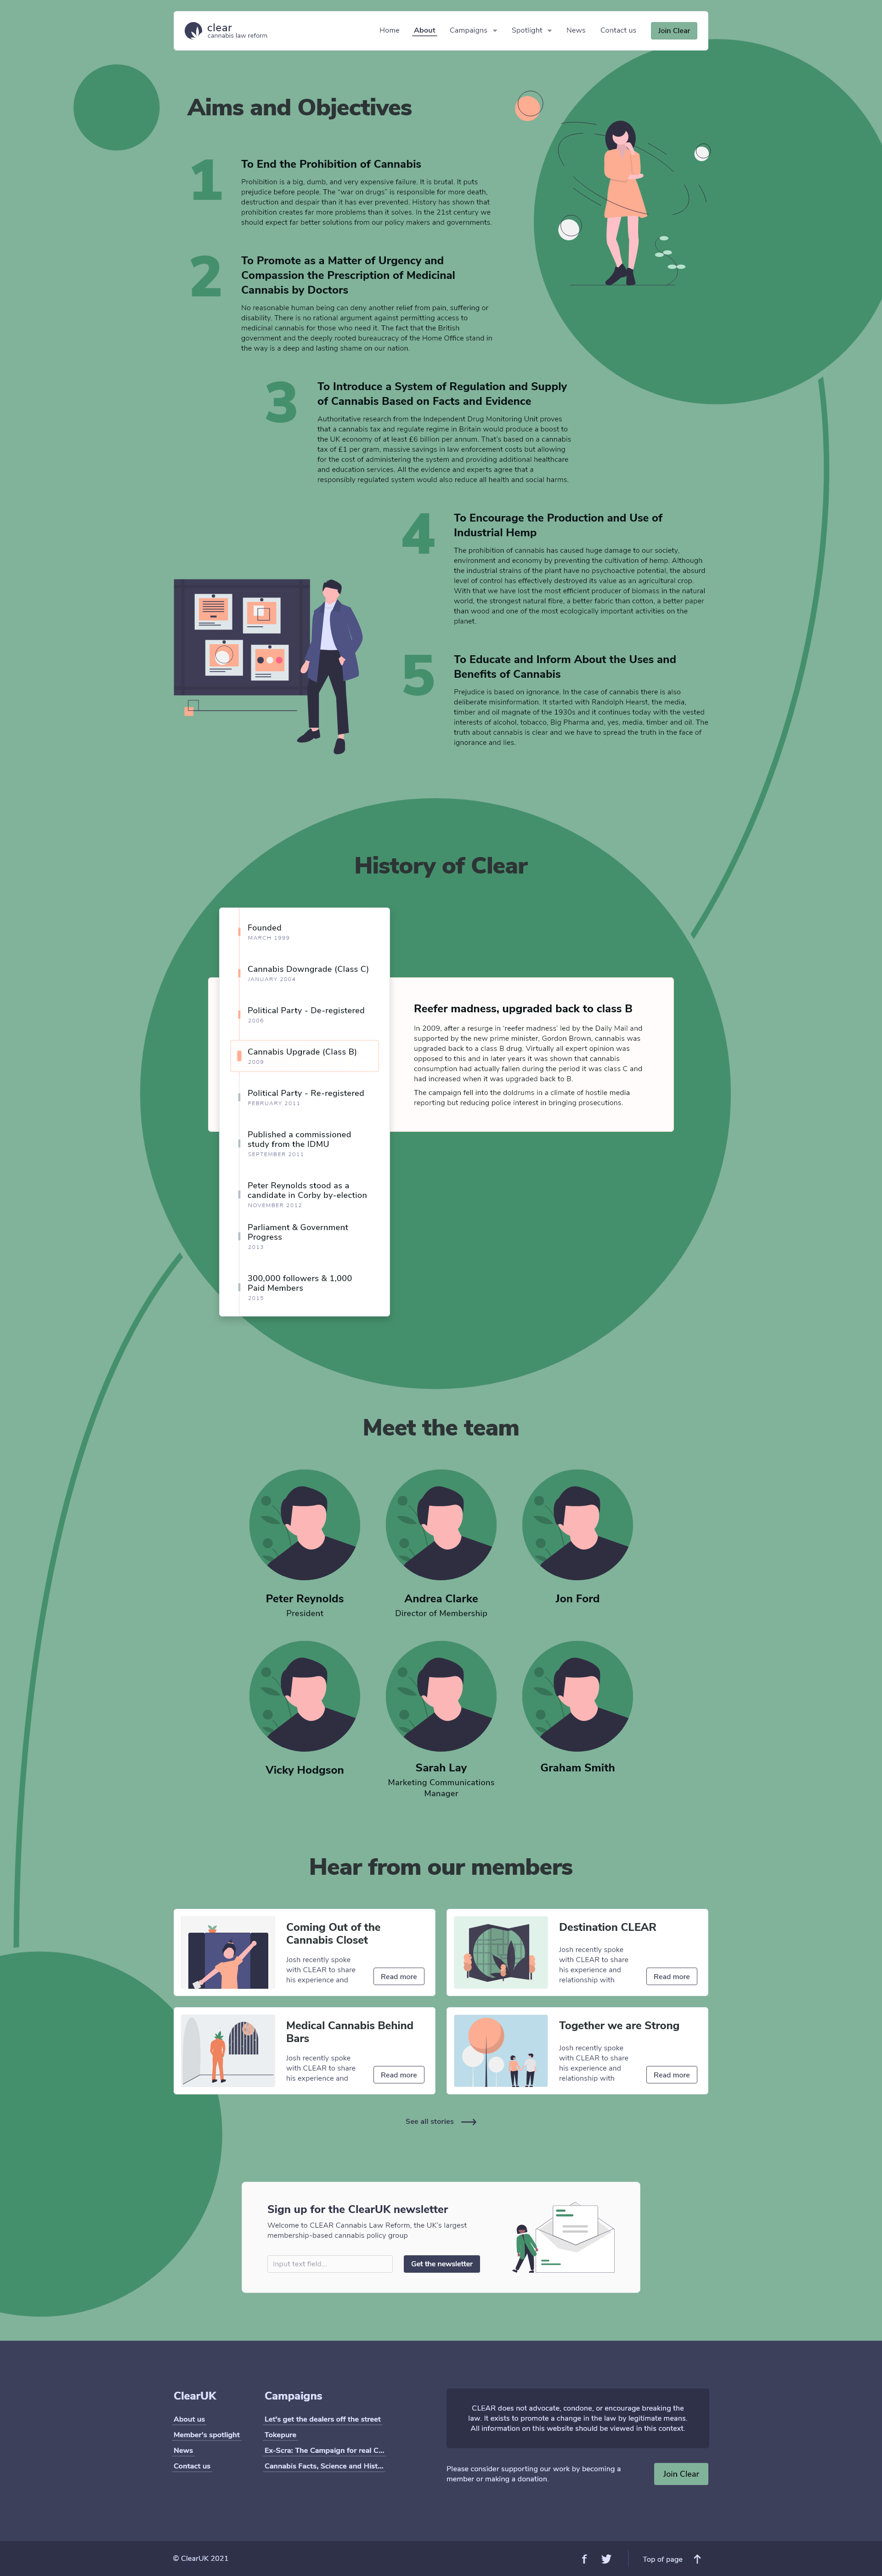 clear
cannabis law reform
Home
About
Campaigns
Spotlight
News
Contact us
Join Clear
Aims and Objectives
1
To End the Prohibition of Cannabis
Prohibition is a big, dumb, and very expensive failure. It is brutal. It puts
prejudice before people. The “war on drugs” is responsible for more death,
destruction and despair than it has ever prevented. History has shown that
prohibition creates far more problems than it solves. In the 21st century we
should expect far better solutions from our policy makers and governments.
2
To Promote as a Matter of Urgency and
Compassion the Prescription of Medicinal
Cannabis by Doctors
No reasonable human being can deny another relief from pain, suffering or
disability. There is no rational argument against permitting access to
medicinal cannabis for those who need it. The fact that the British
government and the deeply rooted bureaucracy of the Home Office stand in
the way is a deep and lasting shame on our nation.
3
To Introduce a System of Regulation and Supply
of Cannabis Based on Facts and Evidence
Authoritative research from the Independent Drug Monitoring Unit proves
that a cannabis tax and regulate regime in Britain would produce a boost to
the UK economy of at least £6 billion per annum. That’s based on a cannabis
tax of £1 per gram, massive savings in law enforcement costs but allowing
for the cost of administering the system and providing additional healthcare
and education services. All the evidence and experts agree that a
responsibly regulated system would also reduce all health and social harms.
4
To Encourage the Production and Use of
Industrial Hemp
The prohibition of cannabis has caused huge damage to our society,
environment and economy by preventing the cultivation of hemp. Although
the industrial strains of the plant have no psychoactive potential, the absurd
level of control has effectively destroyed its value as an agricultural crop.
With that we have lost the most efficient producer of biomass in the natural
world, the strongest natural fibre, a better fabric than cotton, a better paper
than wood and one of the most ecologically important activities on the
planet.
5
To Educate and Inform About the Uses and
Benefits of Cannabis
Prejudice is based on ignorance. In the case of cannabis there is also
deliberate misinformation. It started with Randolph Hearst, the media,
timber and oil magnate of the 1930s and it continues today with the vested
interests of alcohol, tobacco, Big Pharma and, yes, media, timber and oil. The
truth about cannabis is clear and we have to spread the truth in the face of
ignorance and lies.
History of Clear
Founded
MARCH 1999
Cannabis Downgrade (Class C)
JANUARY 2004
Political Party - De-registered
2006
Cannabis Upgrade (Class B)
2009
Political Party - Re-registered
FEBRUARY 2011
Published a commissioned
study from the IDMU
SEPTEMBER 2011
Peter Reynolds stood as a
candidate in Corby by-election
NOVEMBER 2012
Parliament & Government
Progress
2013
300,000 followers & 1,000
Paid Members
2015
Reefer madness, upgraded back to class B
In 2009, after a resurge in ‘reefer madness’ led by the Daily Mail and
supported by the new prime minister, Gordon Brown, cannabis was
upgraded back to a class B drug. Virtually all expert opinion was
opposed to this and in later years it was shown that cannabis
consumption had actually fallen during the period it was class C and
had increased when it was upgraded back to B.
The campaign fell into the doldrums in a climate of hostile media
reporting but reducing police interest in bringing prosecutions.
Meet the team
Peter Reynolds
President
Andrea Clarke
Director of Membership
Jon Ford
Vicky Hodgson
Sarah Lay
Marketing Communications
Manager
Graham Smith
Hear from our members
Coming Out of the
Cannabis Closet
Josh recently spoke
with CLEAR to share
his experience and
Read more
Destination CLEAR
Josh recently spoke
with CLEAR to share
his experience and
relationship with
Read more
Medical Cannabis Behind
Bars
Josh recently spoke
with CLEAR to share
his experience and
Read more
Together we are Strong
Josh recently spoke
with CLEAR to share
his experience and
relationship with
Read more
See all stories
Sign up for the ClearUK newsletter
Welcome to CLEAR Cannabis Law Reform, the UK’s largest
membership-based cannabis policy group
Input text field...
Get the newsletter
ClearUK
About us
Member's spotlight
News
Contact us
Campaigns
Let's get the dealers off the street
Tokepure
Ex-Scra: The Campaign for real C...
Cannabis Facts, Science and Hist...
CLEAR does not advocate, condone, or encourage breaking the
law. It exists to promote a change in the law by legitimate means.
All information on this website should be viewed in this context.
Please consider supporting our work by becoming a
member or making a donation.
Join Clear
© ClearUK 2021
Top of page